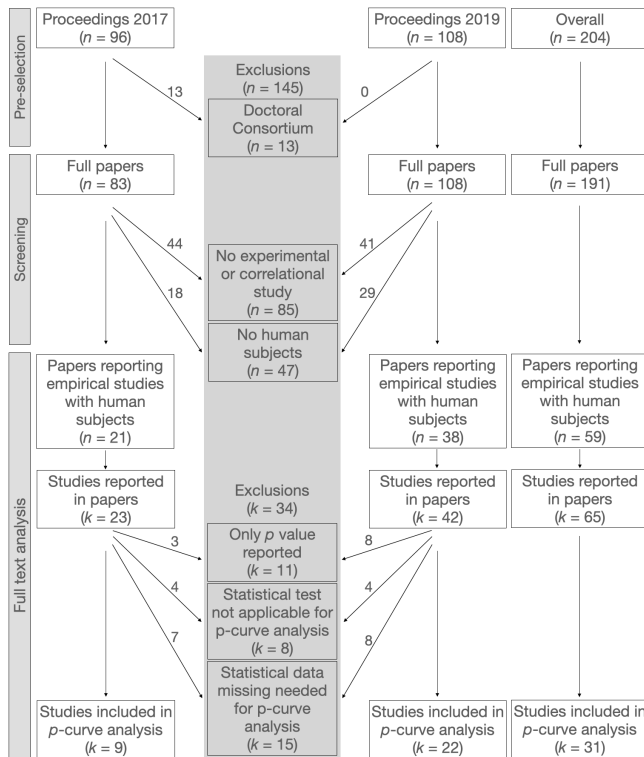 Pre-selection
Proceedings 2017
(n = 96)
Proceedings 2019
(n = 108)
Overall
(n = 204)
Exclusions
(n = 145)
13
0
Doctoral
Consortium
(n = 13)
Screening
Full papers
(n = 83)
Full papers
(n = 108)
Full papers
(n = 191)
44
41
No experimental
or correlational
study
(n = 85)
18
29
No human
subjects
(n = 47)
Full text analysis
Papers reporting
empirical studies
with human
subjects
(n = 21)
Papers reporting
empirical studies
with human
subjects
(n = 38)
Papers reporting
empirical studies
with human
subjects
(n = 59)
Studies reported
in papers
(k = 23)
Exclusions
(k = 34)
Studies reported
in papers
(k = 42)
Studies reported
in papers
(k = 65)
3
8
Only p value
reported
(k = 11)
4
4
Statistical test
not applicable for
p-curve analysis
(k = 8)
7
8
Statistical data
missing needed
for p-curve
analysis
(k = 15)
Studies included in
p-curve analysis
(k = 9)
Studies included in
p-curve analysis
(k = 22)
Studies included in
p-curve analysis
(k = 31)